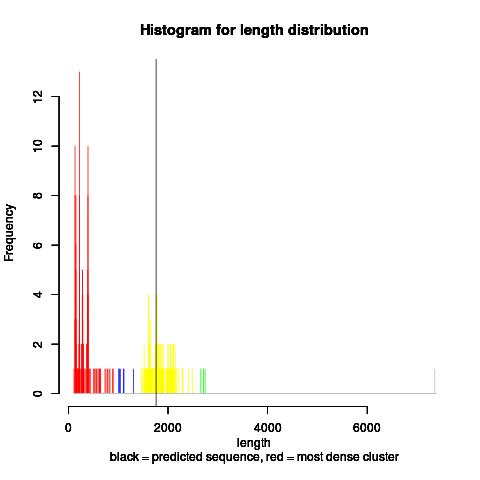 Histogram for length distribution
12
10
8
6
4
2
0
Frequency
0 2000 4000 6000
length
black = predicted sequence, red = most dense cluster